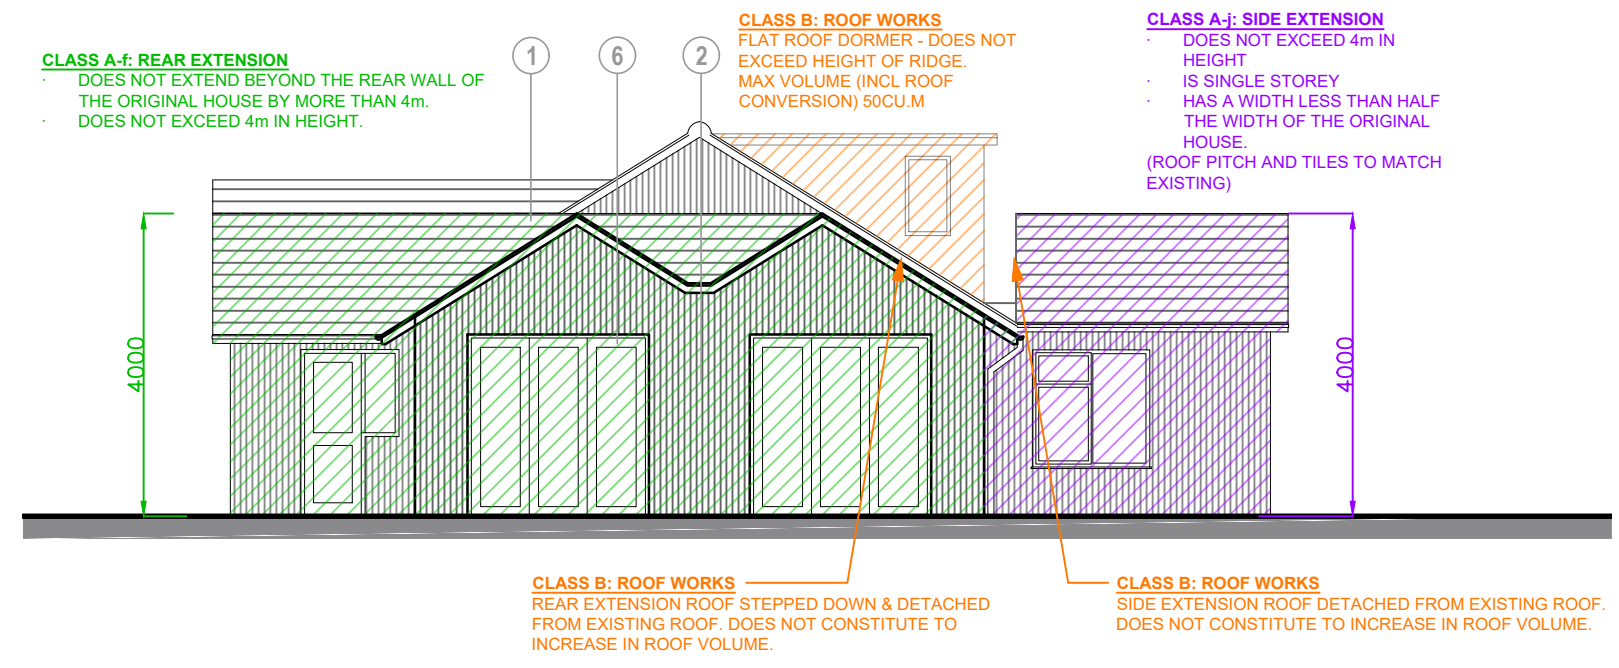 CLASS A-f: REAR EXTENSION
· DOES NOT EXTEND BEYOND THE REAR WALL OF
THE ORIGINAL HOUSE BY MORE THAN 4m.
· DOES NOT EXCEED 4m IN HEIGHT.
1
6
2
CLASS B: ROOF WORKS
FLAT ROOF DORMER - DOES NOT
EXCEED HEIGHT OF RIDGE.
MAX VOLUME (INCL ROOF
CONVERSION) 50CU.M
CLASS A-j: SIDE EXTENSION
· DOES NOT EXCEED 4m IN
HEIGHT
· IS SINGLE STOREY
· HAS A WIDTH LESS THAN HALF
THE WIDTH OF THE ORIGINAL
HOUSE.
(ROOF PITCH AND TILES TO MATCH
EXISTING)
4000
4000
CLASS B: ROOF WORKS
REAR EXTENSION ROOF STEPPED DOWN & DETACHED
FROM EXISTING ROOF. DOES NOT CONSTITUTE TO
INCREASE IN ROOF VOLUME.
CLASS B: ROOF WORKS
SIDE EXTENSION ROOF DETACHED FROM EXISTING ROOF.
DOES NOT CONSTITUTE TO INCREASE IN ROOF VOLUME.